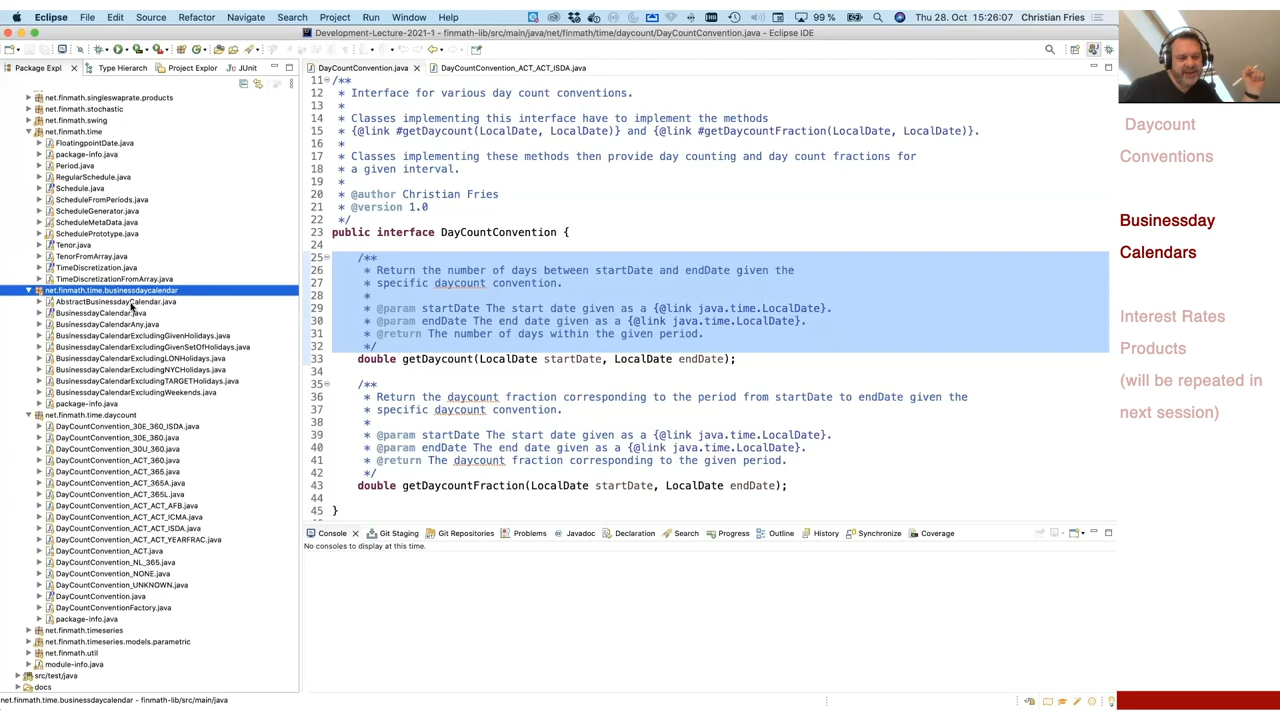 Eclipse File Edit Source Refactor Navigate Search Project Run Window Help 99 % Thu 28. Oct 15:26:07 Christian Fries
Development-Lecture-2021-1 - finmath-lib/src/main/java/net/finmath/time/daycount/DayCountConvention.java - Eclipse IDE
Package Expl Type Hierarch Project Explor JUnit
net.finmath.singleswaprate.products
net.finmath.stochastic
net.finmath.swing
net.finmath.time
FloatingpointDate.java
package-info.java
Period.java
RegularSchedule.java
Schedule.java
ScheduleFromPeriods.java
ScheduleGenerator.java
ScheduleMetaData.java
SchedulePrototype.java
Tenor.java
TenorFromArray.java
TimeDiscretization.java
TimeDiscretizationFromArray.java
net.finmath.time.businessdaycalendar
AbstractBusinessdayCalendar.java
BusinessdayCalendar.java
BusinessdayCalendarAny.java
BusinessdayCalendarExcludingGivenHolidays.java
BusinessdayCalendarExcludingGivenSetOfHolidays.java
BusinessdayCalendarExcludingLONHolidays.java
BusinessdayCalendarExcludingNYCHolidays.java
BusinessdayCalendarExcludingTARGETHolidays.java
BusinessdayCalendarExcludingWeekends.java
package-info.java
net.finmath.time.daycount
DayCountConvention_30E_360_ISDA.java
DayCountConvention_30E_360.java
DayCountConvention_30U_360.java
DayCountConvention_ACT_360.java
DayCountConvention_ACT_365.java
DayCountConvention_ACT_365A.java
DayCountConvention_ACT_365L.java
DayCountConvention_ACT_ACT_AFB.java
DayCountConvention_ACT_ACT_ICMA.java
DayCountConvention_ACT_ACT_ISDA.java
DayCountConvention_ACT_ACT_YEARFRAC.java
DayCountConvention_ACT.java
DayCountConvention_NL_365.java
DayCountConvention_NONE.java
DayCountConvention_UNKNOWN.java
DayCountConvention.java
DayCountConventionFactory.java
package-info.java
net.finmath.timeseries
net.finmath.timeseries.models.parametric
net.finmath.util
module-info.java
src/test/java
docs
DayCountConvention.java DayCountConvention_ACT_ACT_ISDA.java
11 /**
12 * Interface for various day count conventions.
13 *
14 * Classes implementing this interface have to implement the methods
15 * {@link #getDaycount(LocalDate, LocalDate)} and {@link #getDaycountFraction(LocalDate, LocalDate)}.
16 *
17 * Classes implementing these methods then provide day counting and day count fractions for
18 * a given interval.
19 *
20 * @author Christian Fries
21 * @version 1.0
22 */
23 public interface DayCountConvention {
24
25 /**
26 * Return the number of days between startDate and endDate given the
27 * specific daycount convention.
28 *
29 * @param startDate The start date given as a {@link java.time.LocalDate}.
30 * @param endDate The end date given as a {@link java.time.LocalDate}.
31 * @return The number of days within the given period.
32 */
33 double getDaycount(LocalDate startDate, LocalDate endDate);
34
35 /**
36 * Return the daycount fraction corresponding to the period from startDate to endDate given the
37 * specific daycount convention.
38 *
39 * @param startDate The start date given as a {@link java.time.LocalDate}.
40 * @param endDate The end date given as a {@link java.time.LocalDate}.
41 * @return The daycount fraction corresponding to the given period.
42 */
43 double getDaycountFraction(LocalDate startDate, LocalDate endDate);
44
45 }
Console Git Staging Git Repositories Problems Javadoc Declaration Search Progress Outline History Synchronize Coverage
No consoles to display at this time.
net.finmath.time.businessdaycalendar - finmath-lib/src/main/java
Daycount
Conventions
Businessday
Calendars
Interest Rates
Products
(will be repeated in
next session)